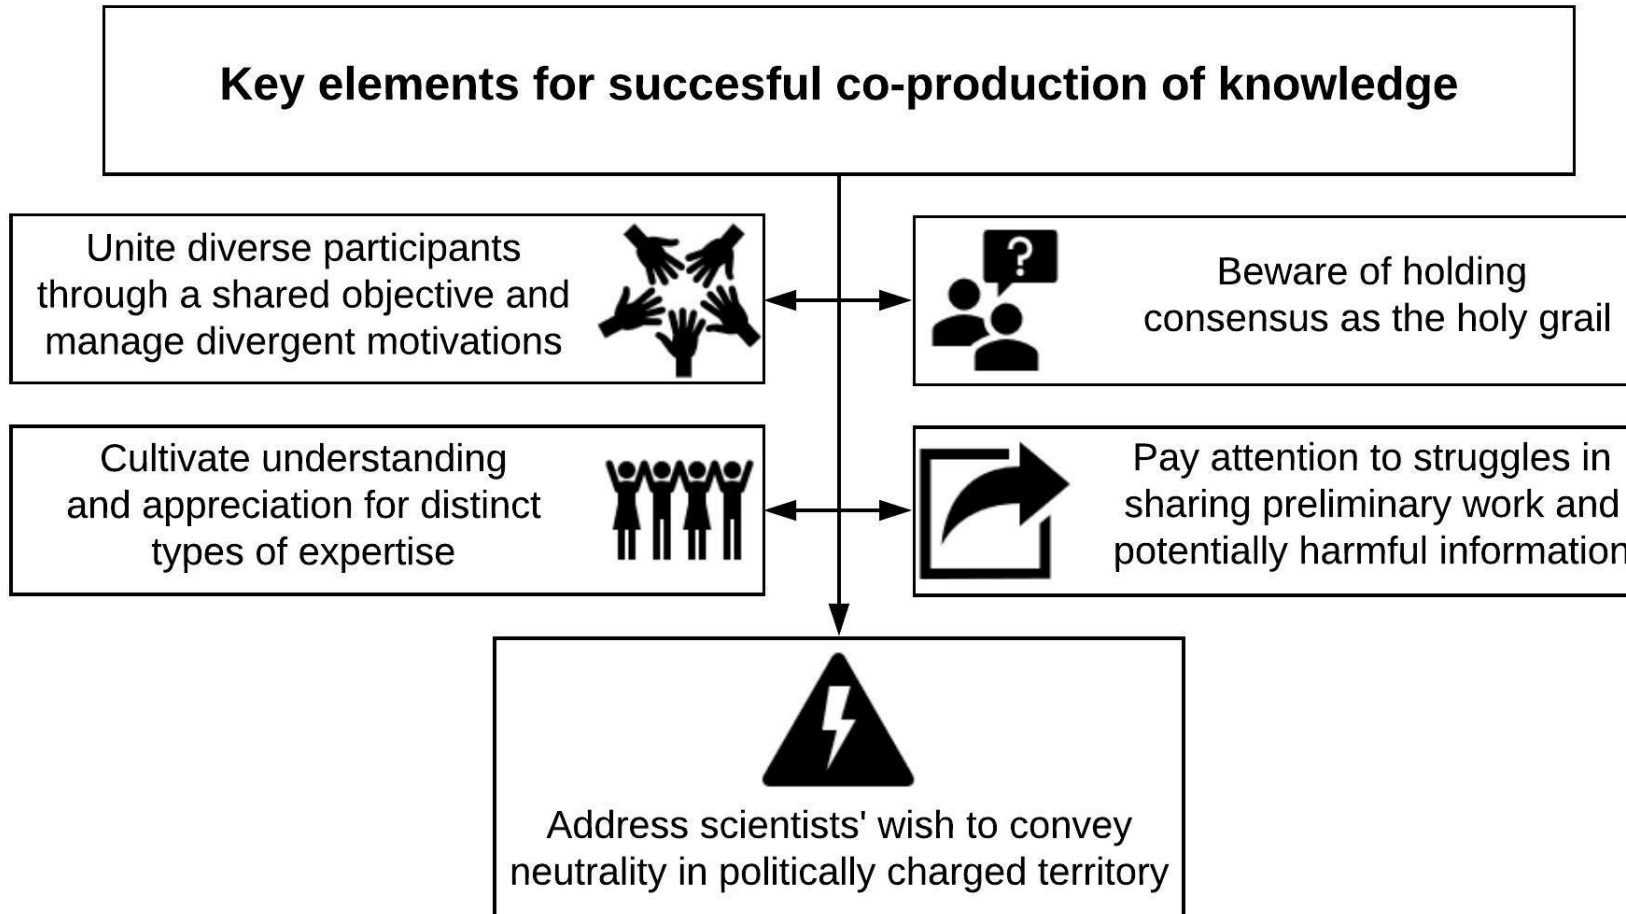 Key elements for succesful co-production of knowledge
Unite diverse participants
through a shared objective and
manage divergent motivations
?
Beware of holding
consensus as the holy grail
Cultivate understanding
and appreciation for distinct
types of expertise
Pay attention to struggles in
sharing preliminary work and
potentially harmful information
Address scientists' wish to convey
neutrality in politically charged territory